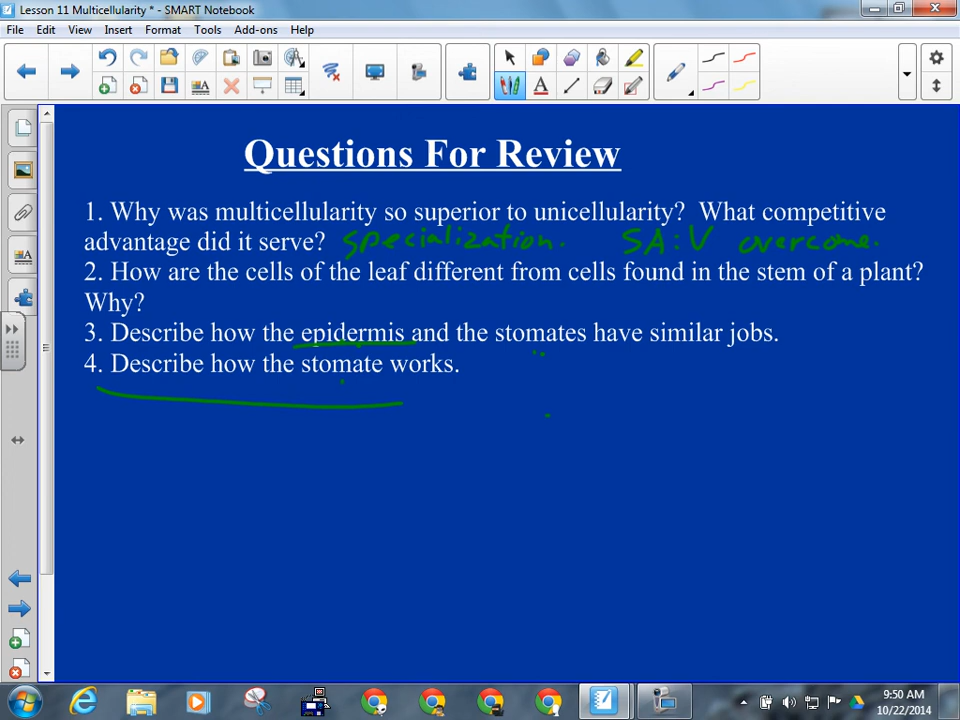 Lesson 11 Multicellularity * - SMART Notebook
File Edit View Insert Format Tools Add-ons Help
Questions For Review
1. Why was multicellularity so superior to unicellularity? What competitive
advantage did it serve? specialization. SA:V overcome.
2. How are the cells of the leaf different from cells found in the stem of a plant?
Why?
3. Describe how the epidermis and the stomates have similar jobs.
4. Describe how the stomate works.
9:50 AM
10/22/2014